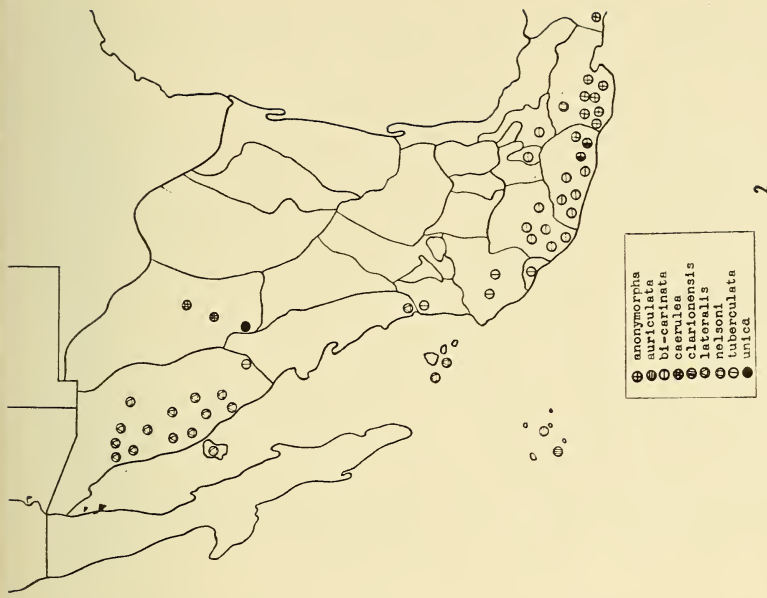 anonymorpha
auriculata
bi-carinata
caerulea
clarionensis
lateralis
nelsoni
tuberculata
unica
2